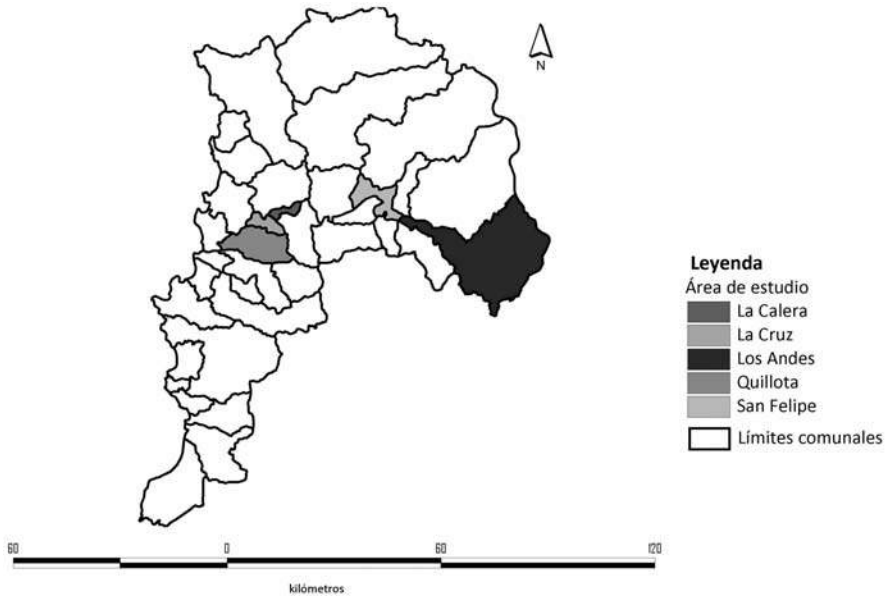 N
Leyenda
Área de estudio
La Calera
La Cruz
Los Andes
Quillota
San Felipe
Límites comunales
60 0 60 120
kilómetros